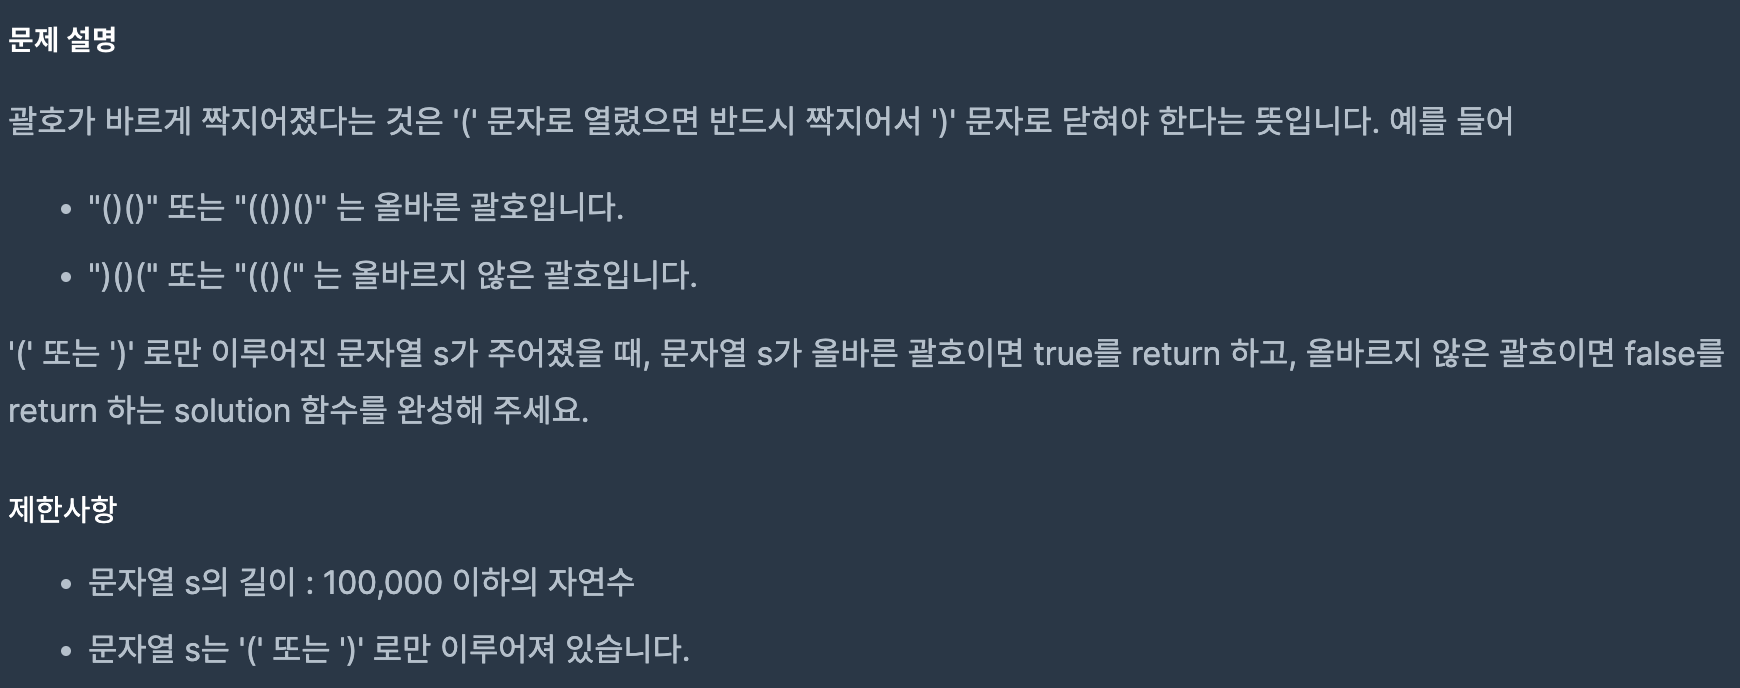 문제 설명
괄호가 바르게 짝지어졌다는 것은 '(' 문자로 열렸으면 반드시 짝지어서 ')' 문자로 닫혀야 한다는 뜻입니다. 예를 들어
• "()()" 또는 "(())()" 는 올바른 괄호입니다.
• ")()(" 또는 "(()(" 는 올바르지 않은 괄호입니다.
'(' 또는 ')' 로만 이루어진 문자열 s가 주어졌을 때, 문자열 s가 올바른 괄호이면 true를 return 하고, 올바르지 않은 괄호이면 false를
return 하는 solution 함수를 완성해 주세요.
제한사항
• 문자열 s의 길이 : 100,000 이하의 자연수
• 문자열 s는 '(' 또는 ')' 로만 이루어져 있습니다.